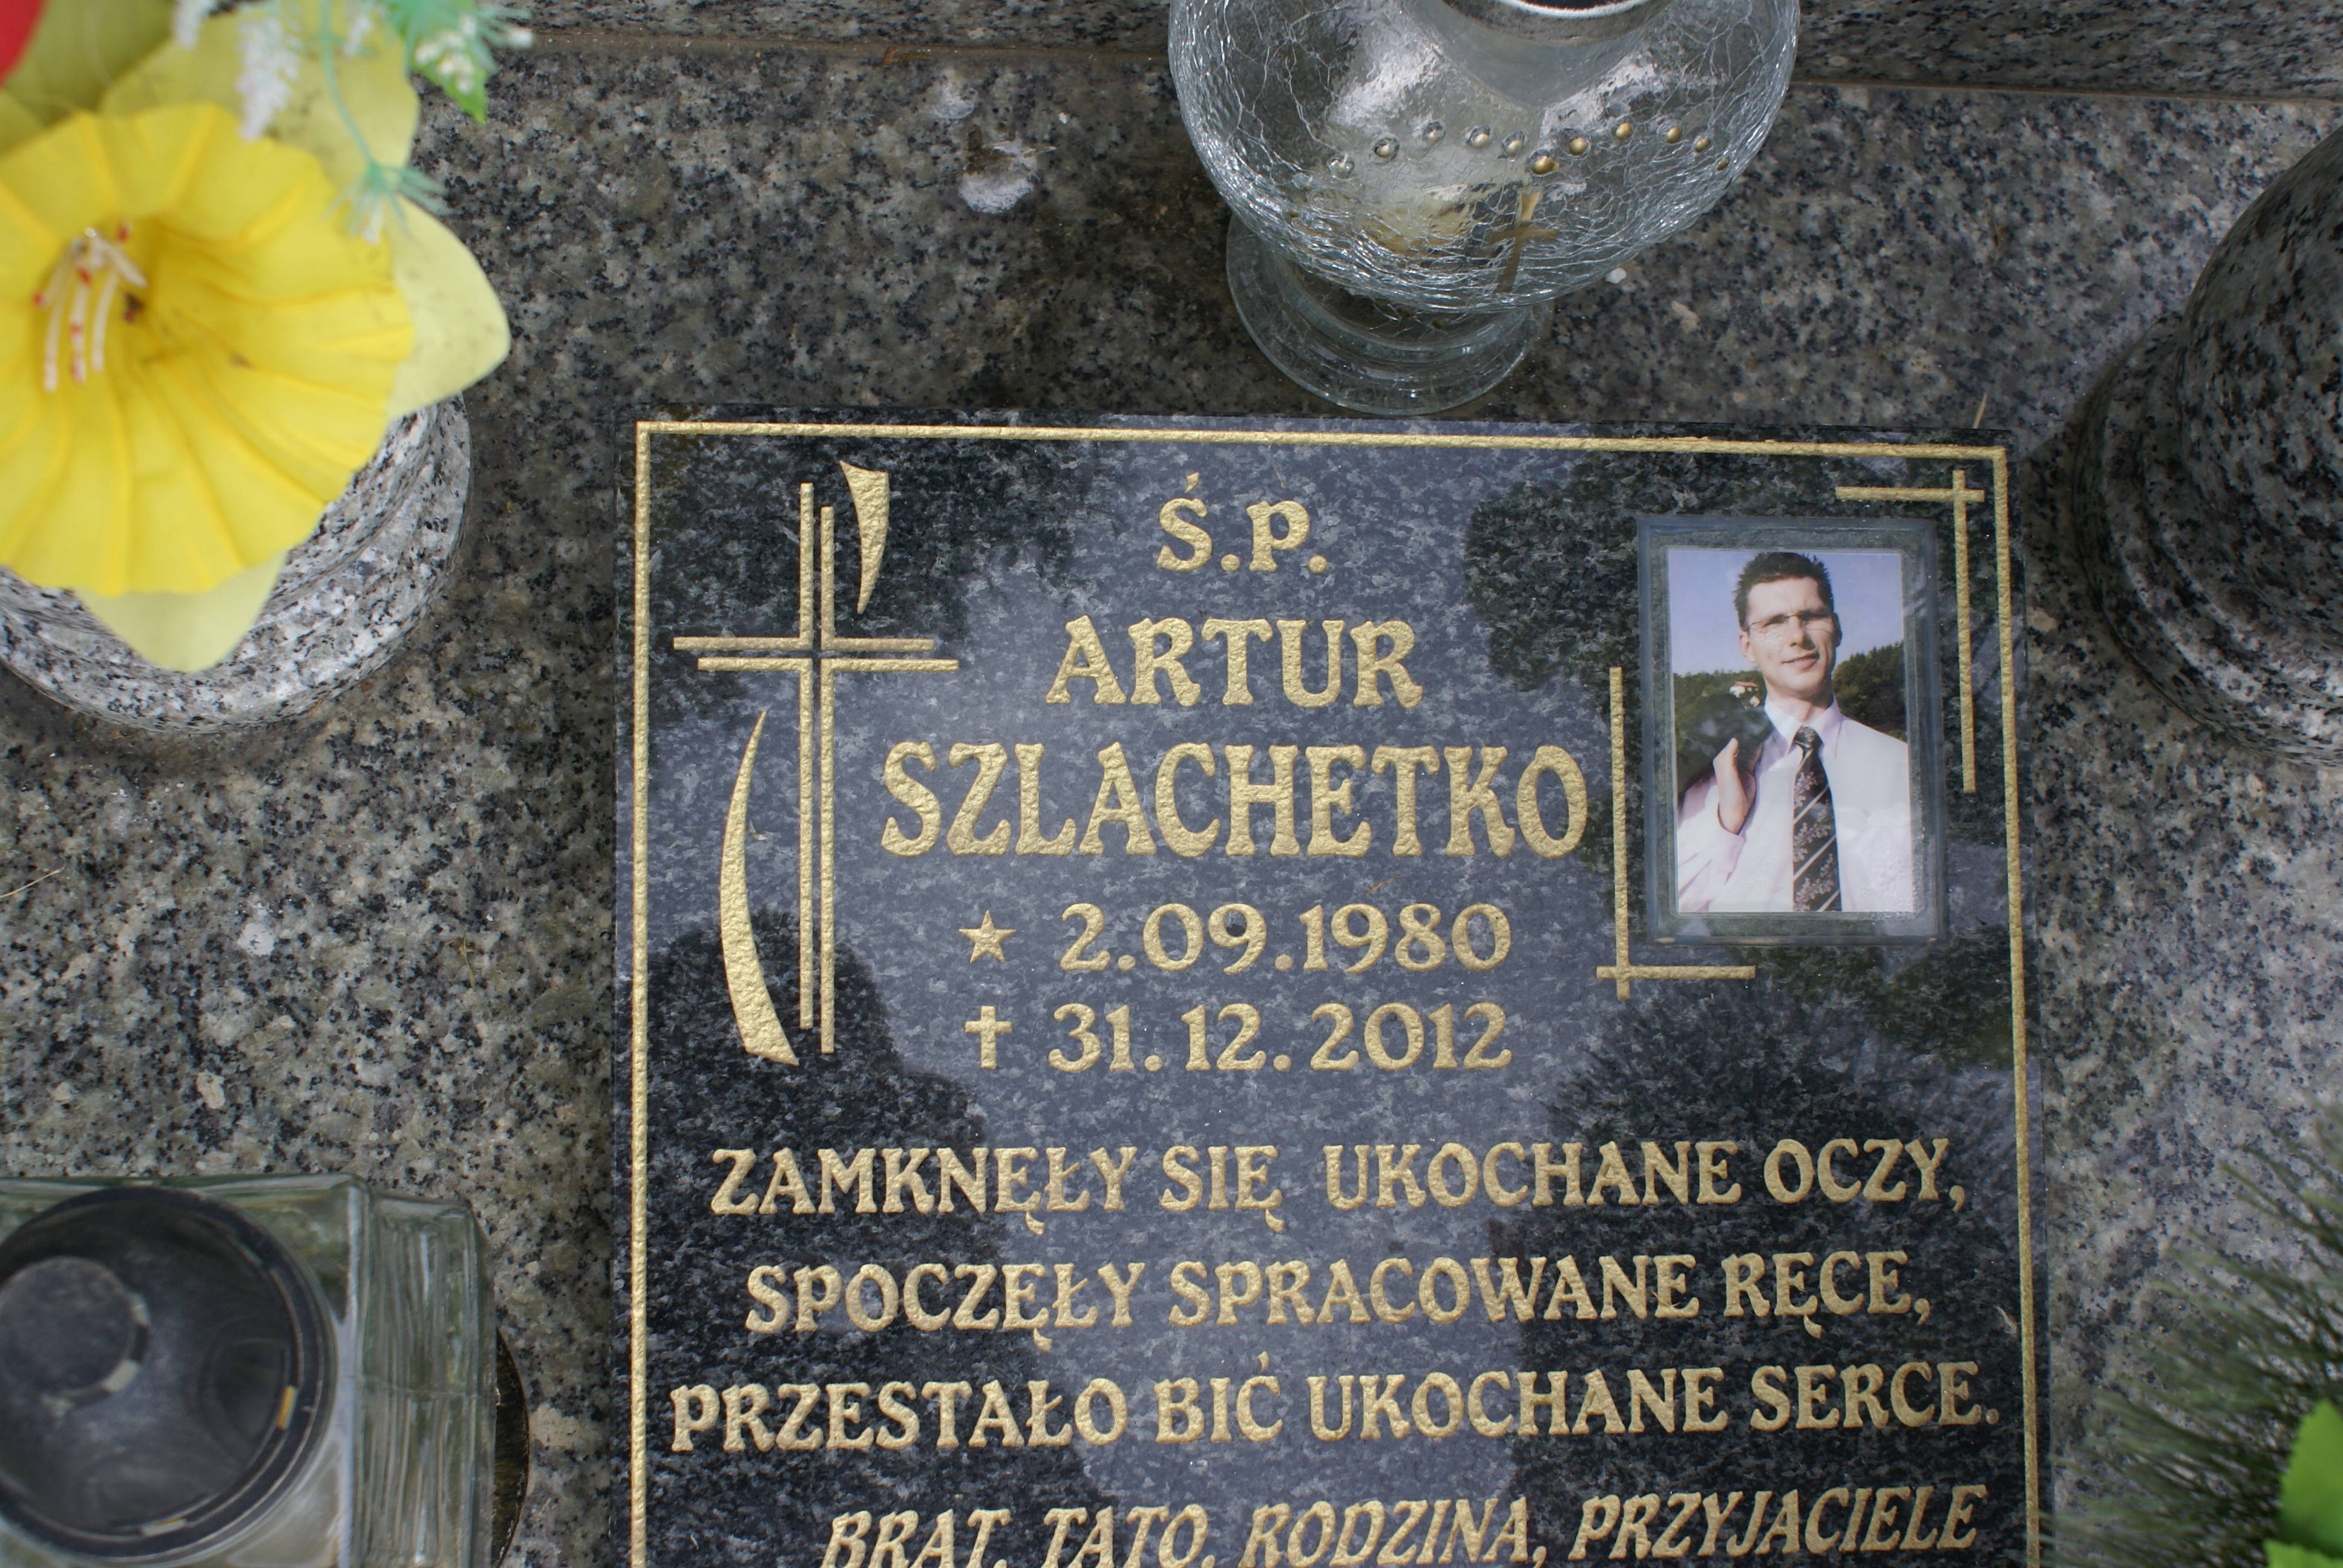 Ś.P.
ARTUR
SZLACHETKO
★ 2.09.1980
✝ 31.12.2012
ZAMKNĘŁY SIĘ UKOCHANE OCZY,
SPOCZĘŁY SPRACOWANE RĘCE,
PRZESTAŁO BIĆ UKOCHANE SERCE.
BRAT, TATO, RODZINA, PRZYJACIELE